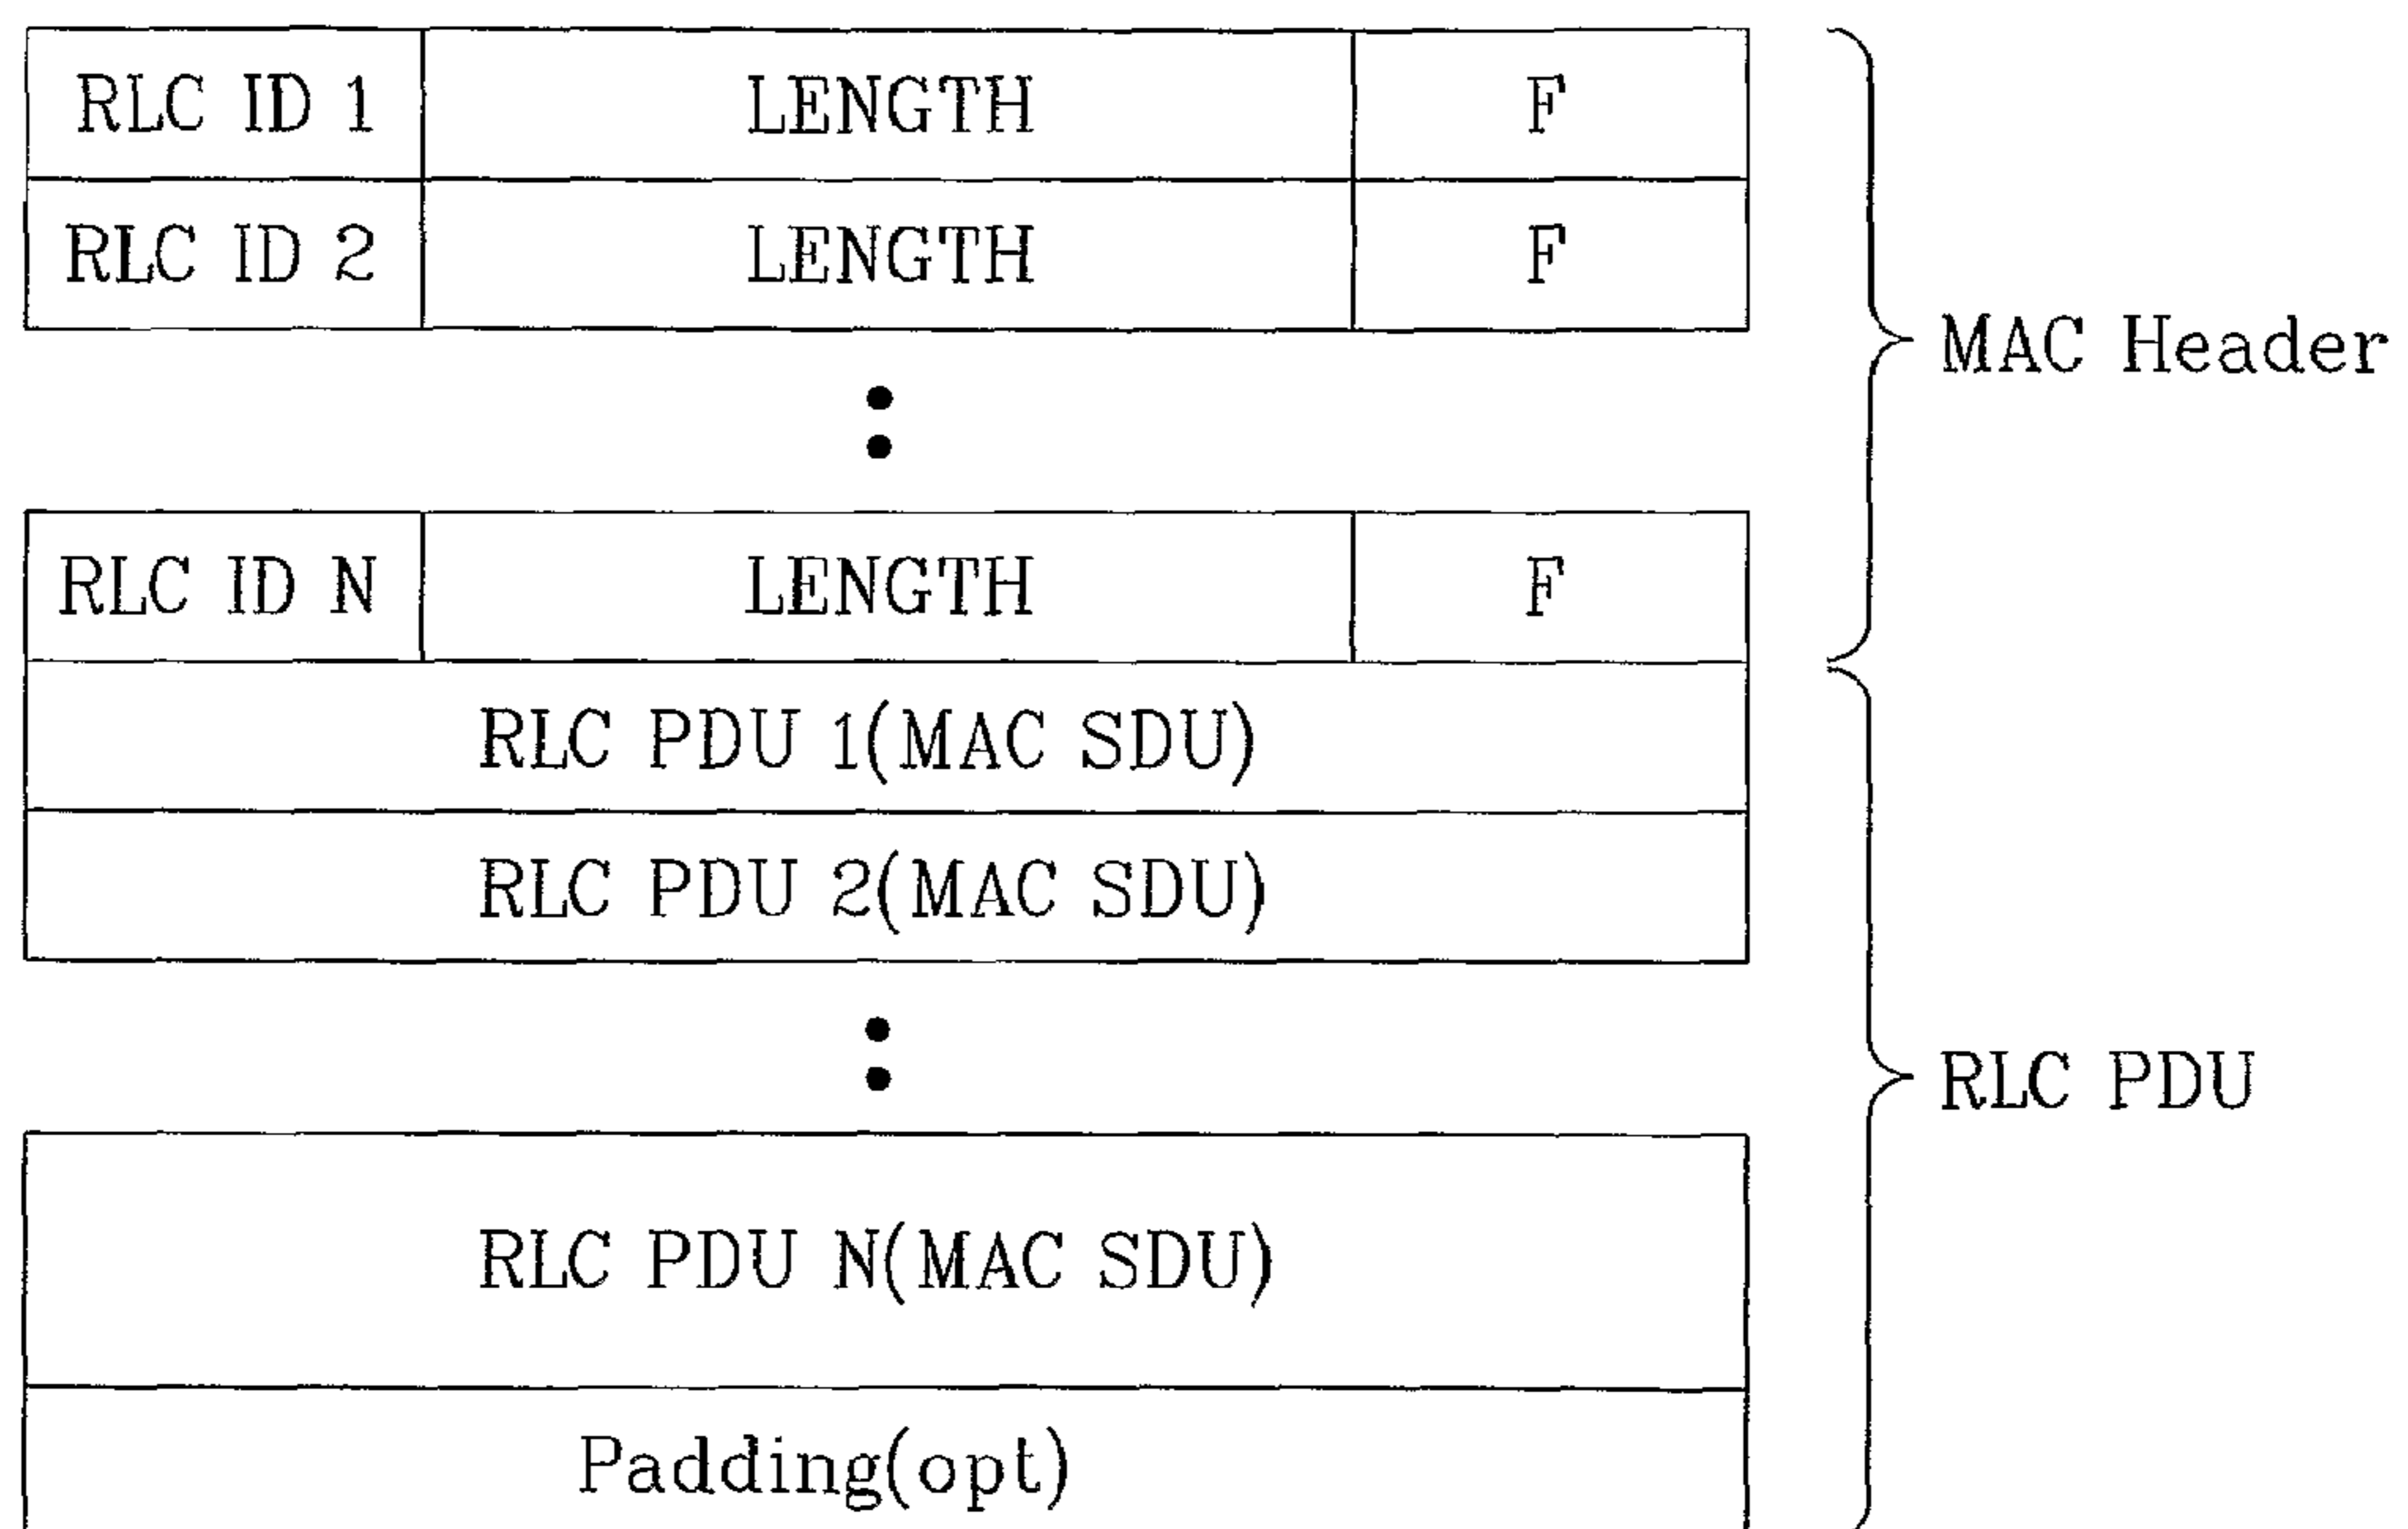 RLC ID 1 LENGTH F
RLC ID 2 LENGTH F
MAC Header
RLC ID N LENGTH F
RLC PDU 1(MAC SDU)
RLC PDU 2(MAC SDU)
RLC PDU
RLC PDU N(MAC SDU)
Padding(opt)